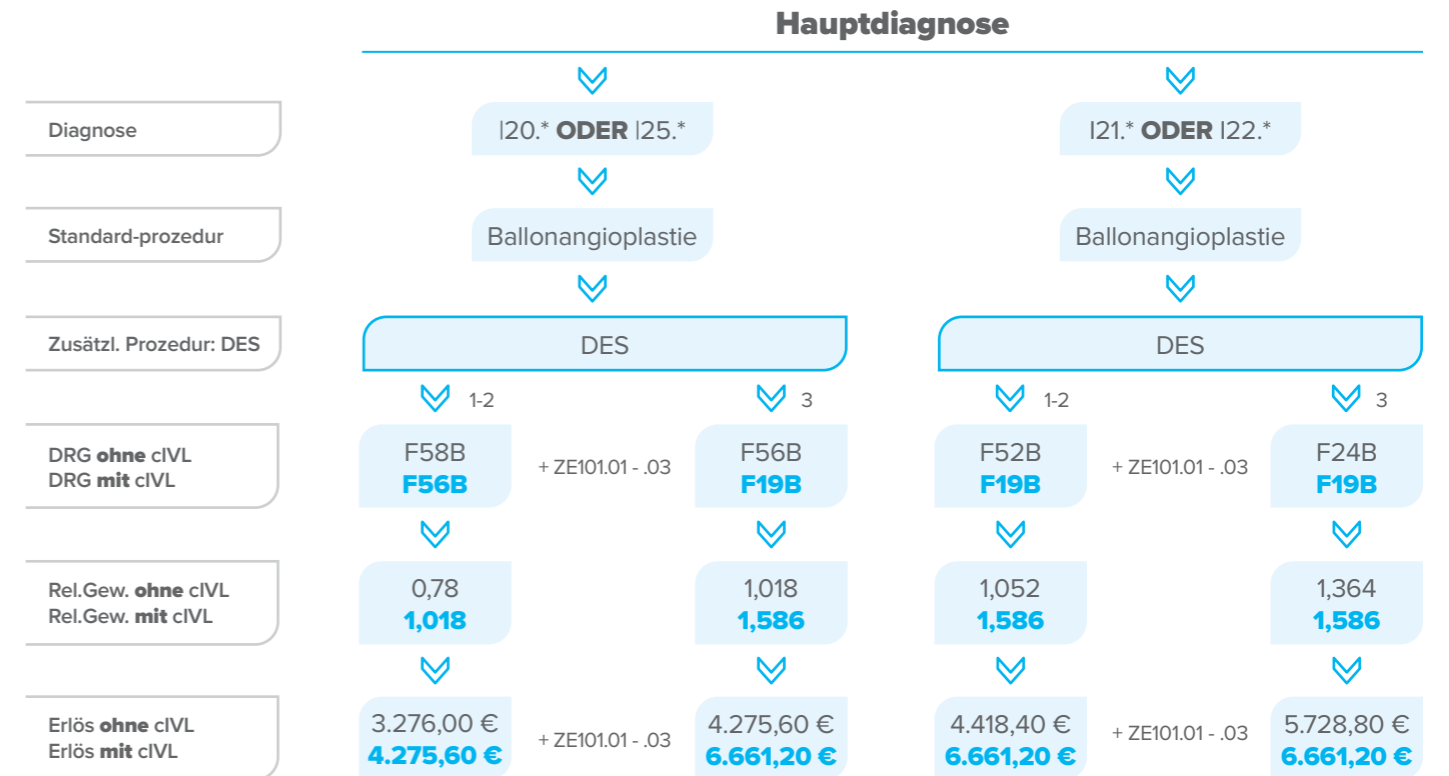 Hauptdiagnose
Diagnose
I20.* ODER I25.*
I21.* ODER I22.*
Standard-prozedur
Ballonangioplastie
Ballonangioplastie
Zusätzl. Prozedur: DES
DES
DES
1-2
3
1-2
3
DRG ohne cIVL
DRG mit cIVL
F58B
F56B
+ ZE101.01 - .03
F56B
F19B
F52B
F19B
+ ZE101.01 - .03
F24B
F19B
Rel.Gew. ohne cIVL
Rel.Gew. mit cIVL
0,78
1,018
1,018
1,586
1,052
1,586
1,364
1,586
Erlös ohne cIVL
Erlös mit cIVL
3.276,00 €
4.275,60 €
+ ZE101.01 - .03
4.275,60 €
6.661,20 €
4.418,40 €
6.661,20 €
+ ZE101.01 - .03
5.728,80 €
6.661,20 €